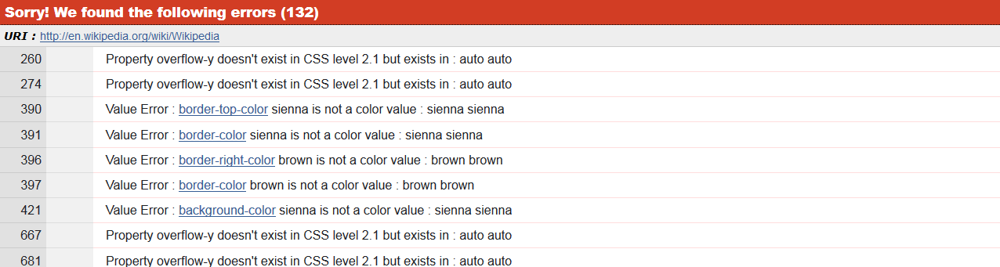 Sorry! We found the following errors (132)
URI : http://en.wikipedia.org/wiki/Wikipedia
260 Property overflow-y doesn't exist in CSS level 2.1 but exists in : auto auto
274 Property overflow-y doesn't exist in CSS level 2.1 but exists in : auto auto
390 Value Error : border-top-color sienna is not a color value : sienna sienna
391 Value Error : border-color sienna is not a color value : sienna sienna
396 Value Error : border-right-color brown is not a color value : brown brown
397 Value Error : border-color brown is not a color value : brown brown
421 Value Error : background-color sienna is not a color value : sienna sienna
667 Property overflow-y doesn't exist in CSS level 2.1 but exists in : auto auto
681 Property overflow-y doesn't exist in CSS level 2.1 but exists in : auto auto